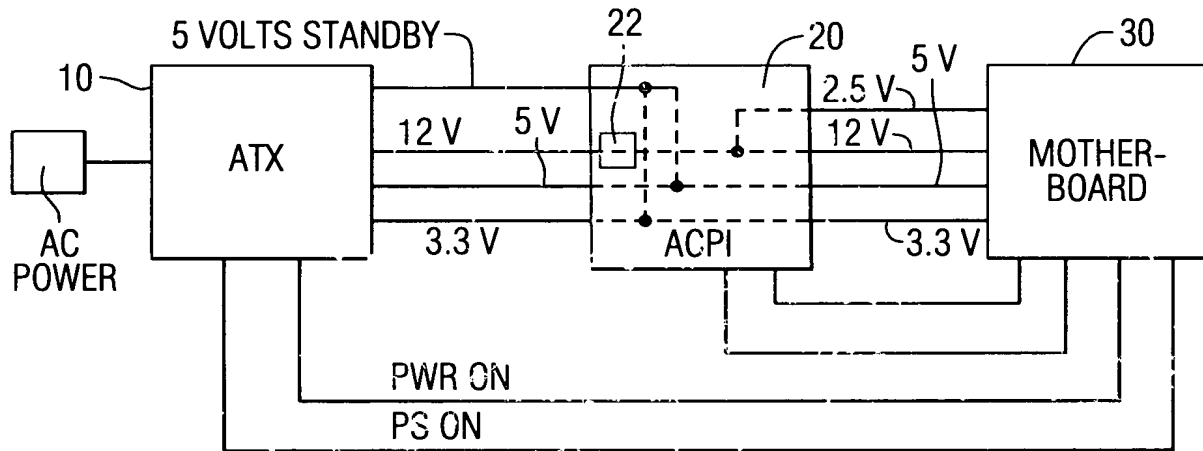 5 VOLTS STANDBY
22
20
30
10
5 V
2.5 V
5 V
12 V
12 V
ATX
MOTHER-
BOARD
AC
POWER
3.3 V
ACPI
3.3 V
PWR ON
PS ON